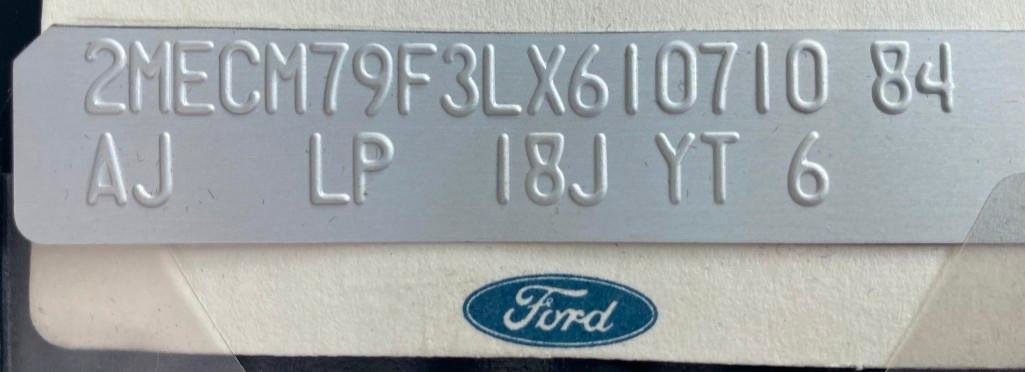 2MECM79F3LX610710 84
AJ LP 18J YT 6
Ford